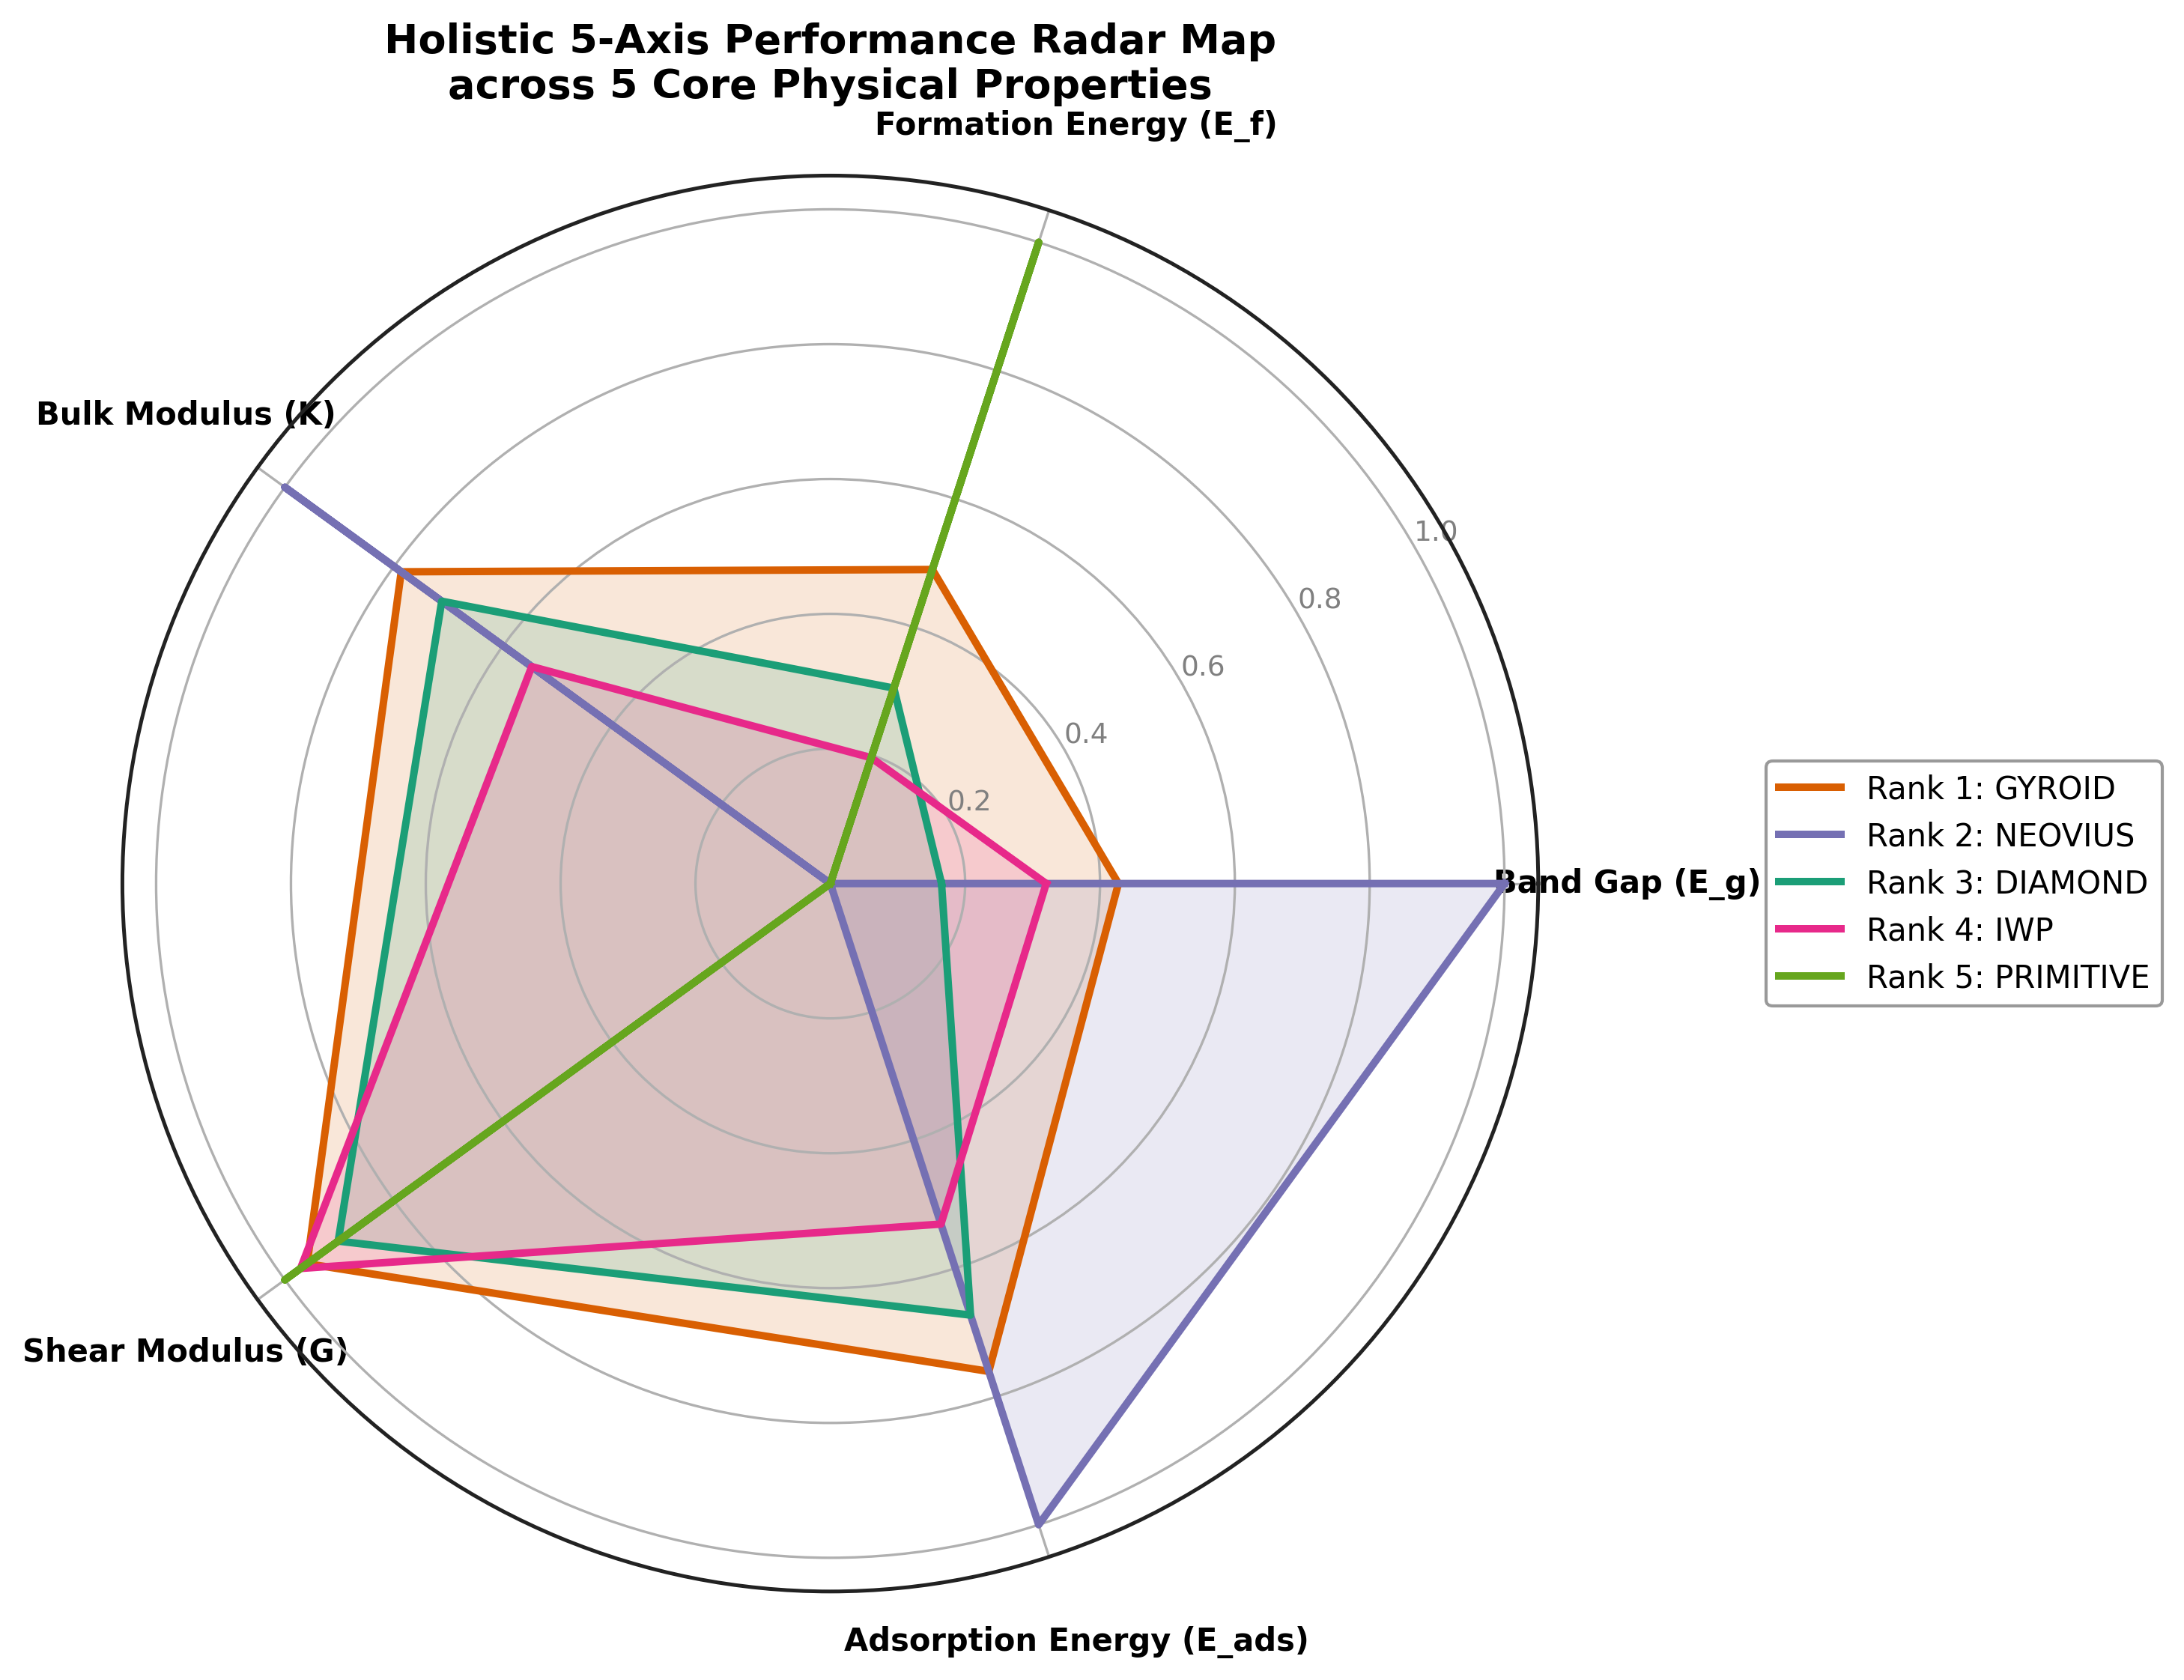 Holistic 5-Axis Performance Radar Map
across 5 Core Physical Properties
Formation Energy (E_f)
Bulk Modulus (K)
1.0
0.8
0.6
0.4
0.2
Band Gap (E_g)
Rank 1: GYROID
Rank 2: NEOVIUS
Rank 3: DIAMOND
Rank 4: IWP
Rank 5: PRIMITIVE
Shear Modulus (G)
Adsorption Energy (E_ads)